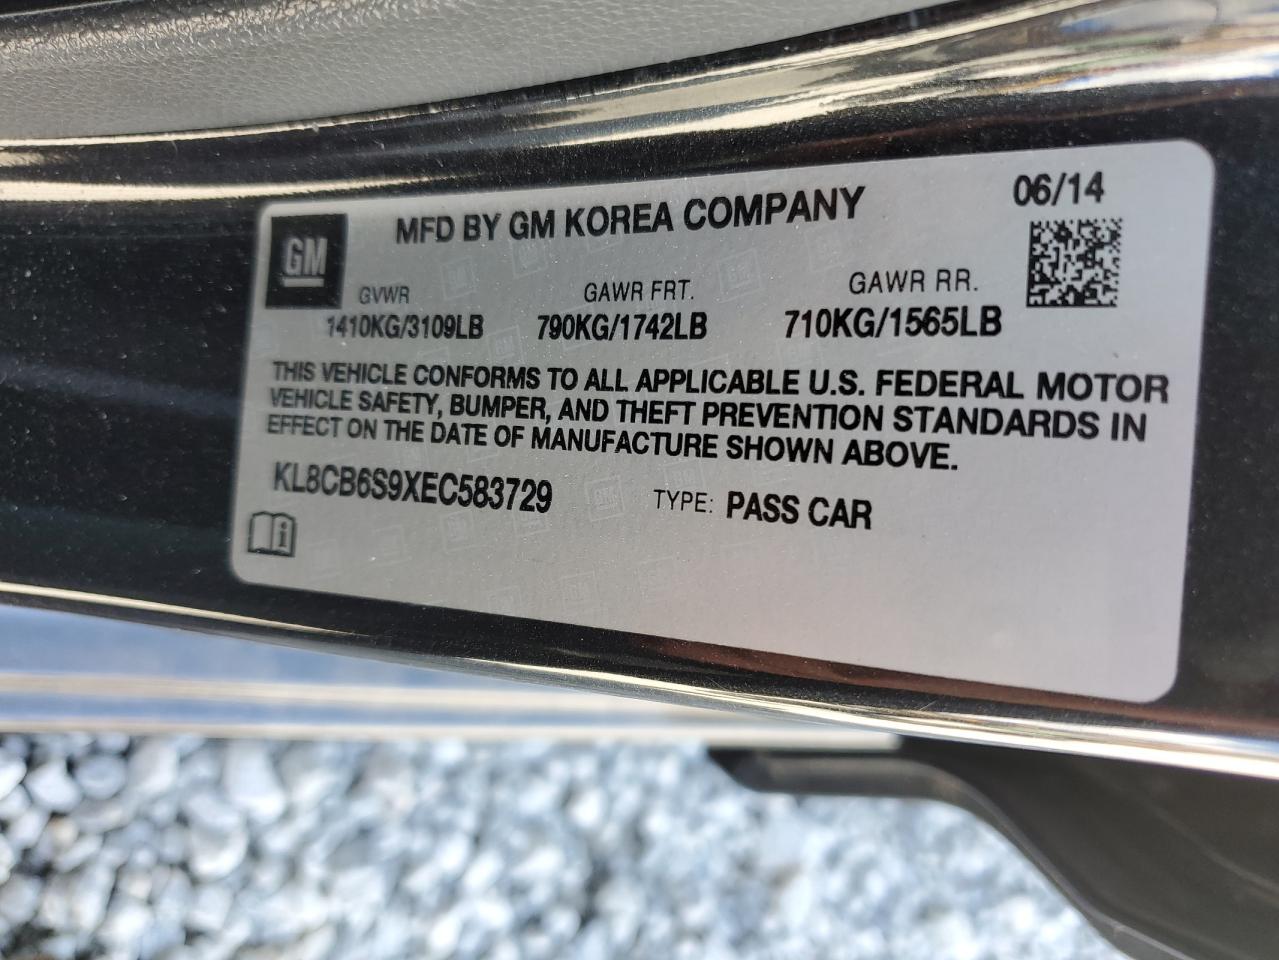 GM
MFD BY GM KOREA COMPANY
06/14
GVWR GAWR FRT. GAWR RR.
1410KG/3109LB 790KG/1742LB 710KG/1565LB
THIS VEHICLE CONFORMS TO ALL APPLICABLE U.S. FEDERAL MOTOR
VEHICLE SAFETY, BUMPER, AND THEFT PREVENTION STANDARDS IN
EFFECT ON THE DATE OF MANUFACTURE SHOWN ABOVE.
KL8CB6S9XEC583729 TYPE: PASS CAR